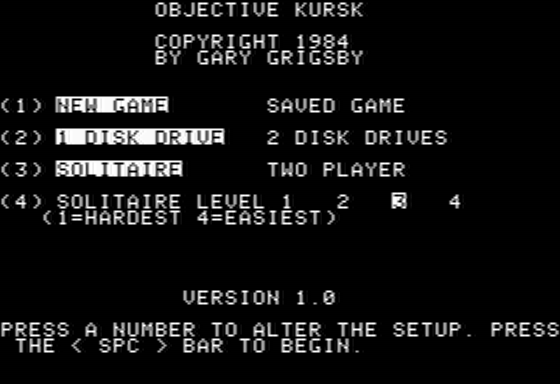 OBJECTIVE KURSK
COPYRIGHT 1984
BY GARY GRIGSBY
(1) NEW GAME SAVED GAME
(2) 1 DISK DRIVE 2 DISK DRIVES
(3) SOLITAIRE TWO PLAYER
(4) SOLITAIRE LEVEL 1 2 3 4
(1=HARDEST 4=EASIEST)
VERSION 1.0
PRESS A NUMBER TO ALTER THE SETUP. PRESS
THE < SPC > BAR TO BEGIN.